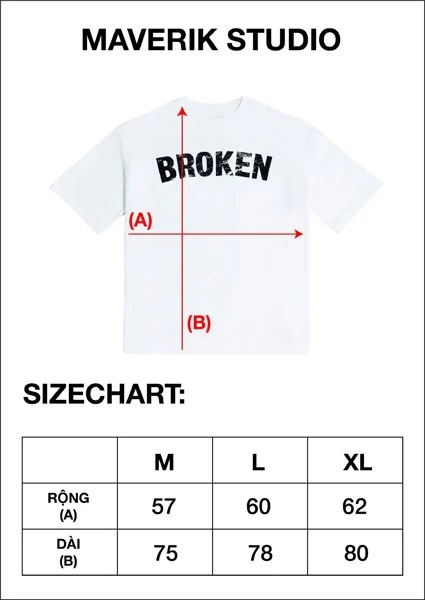 MAVERIK STUDIO
BROKEN
(A)
(B)
SIZECHART:
M L XL
RỘNG (A) 57 60 62
DÀI (B) 75 78 80